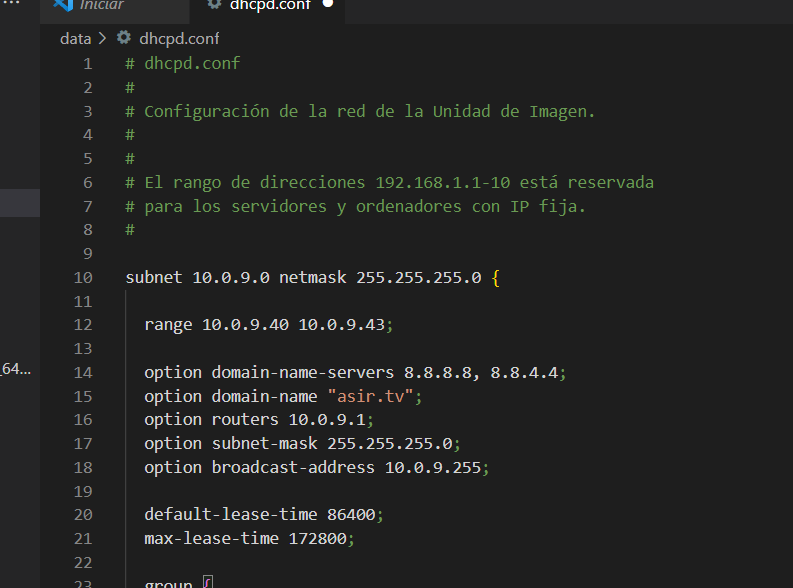 Iniciar
dhcpd.conf
data > dhcpd.conf
1 # dhcpd.conf
2 #
3 # Configuración de la red de la Unidad de Imagen.
4 #
5 #
6 # El rango de direcciones 192.168.1.1-10 está reservada
7 # para los servidores y ordenadores con IP fija.
8 #
9
10 subnet 10.0.9.0 netmask 255.255.255.0 {
11
12 range 10.0.9.40 10.0.9.43;
13
_64...
14 option domain-name-servers 8.8.8.8, 8.8.4.4;
15 option domain-name "asir.tv";
16 option routers 10.0.9.1;
17 option subnet-mask 255.255.255.0;
18 option broadcast-address 10.0.9.255;
19
20 default-lease-time 86400;
21 max-lease-time 172800;
22
23 group {